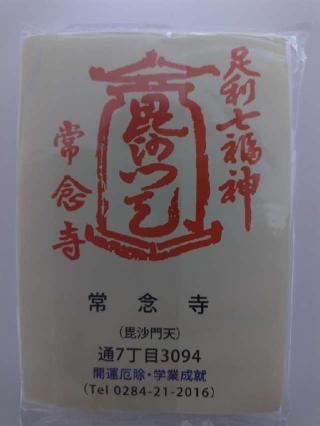 足利七福神
毘沙門天
常念寺
常念寺
(毘沙門天)
通7丁目3094
開運厄除・学業成就
(Tel 0284-21-2016)